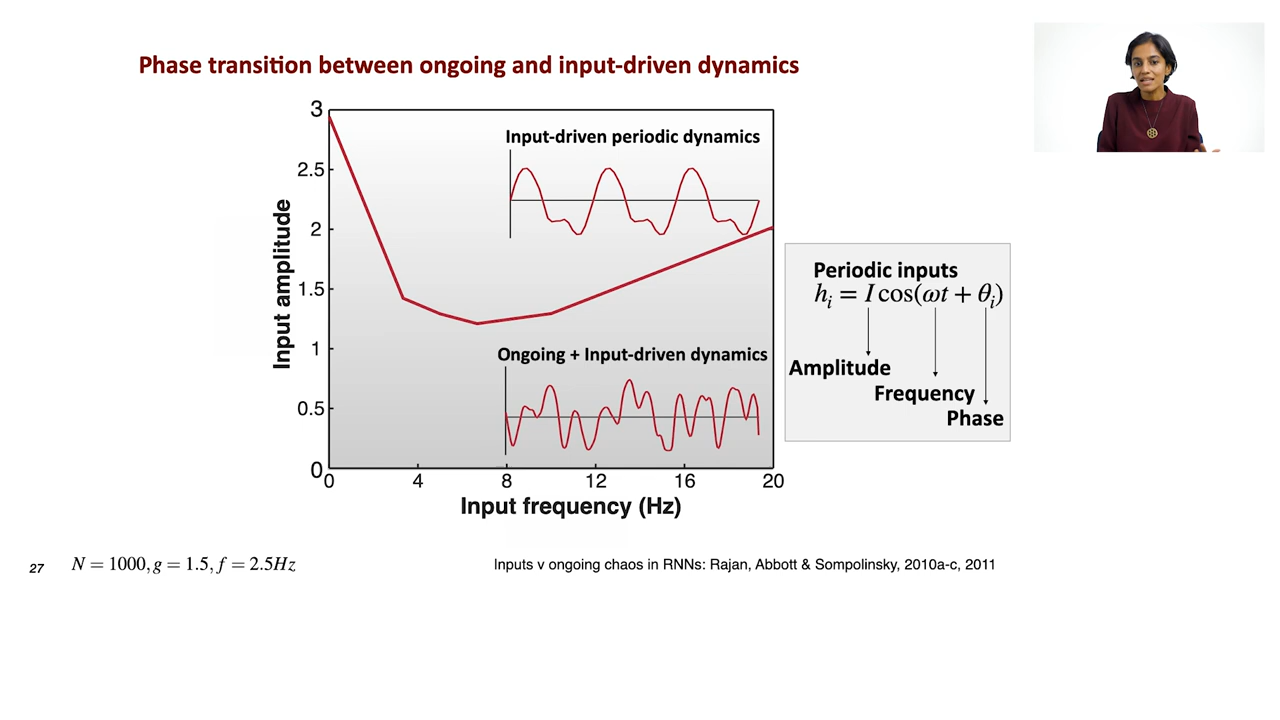 Phase transition between ongoing and input-driven dynamics
3
2.5
2
1.5
1
0.5
0
Input amplitude
Input-driven periodic dynamics
Ongoing + Input-driven dynamics
0 4 8 12 16 20
Input frequency (Hz)
Periodic inputs
hᵢ = I cos(ωt + θᵢ)
Amplitude
Frequency
Phase
27
N = 1000, g = 1.5, f = 2.5Hz
Inputs v ongoing chaos in RNNs: Rajan, Abbott & Sompolinsky, 2010a-c, 2011